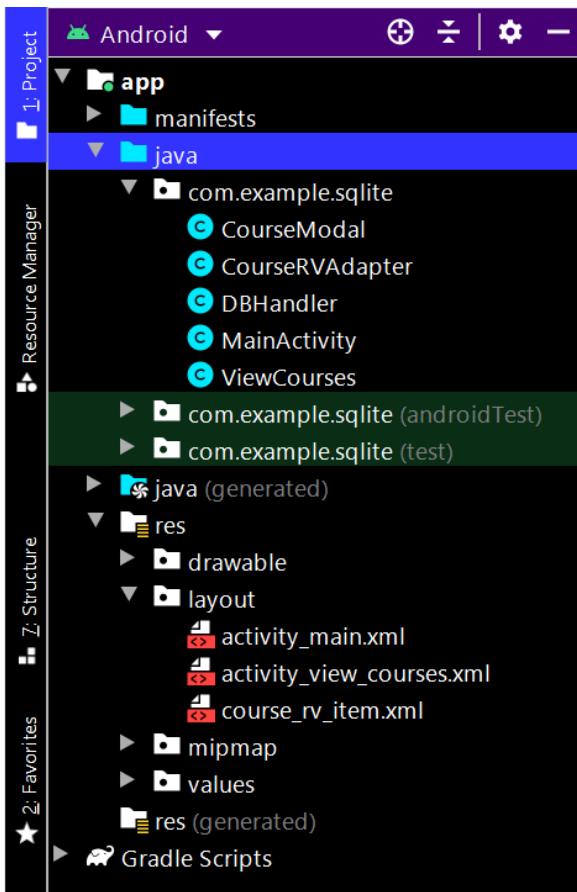 Android
app
manifests
java
com.example.sqlite
C CourseModal
C CourseRVAdapter
C DBHandler
C MainActivity
C ViewCourses
com.example.sqlite (androidTest)
com.example.sqlite (test)
java (generated)
res
drawable
layout
<> activity_main.xml
<> activity_view_courses.xml
<> course_rv_item.xml
mipmap
values
res (generated)
Gradle Scripts
1: Project
Resource Manager
7: Structure
2: Favorites